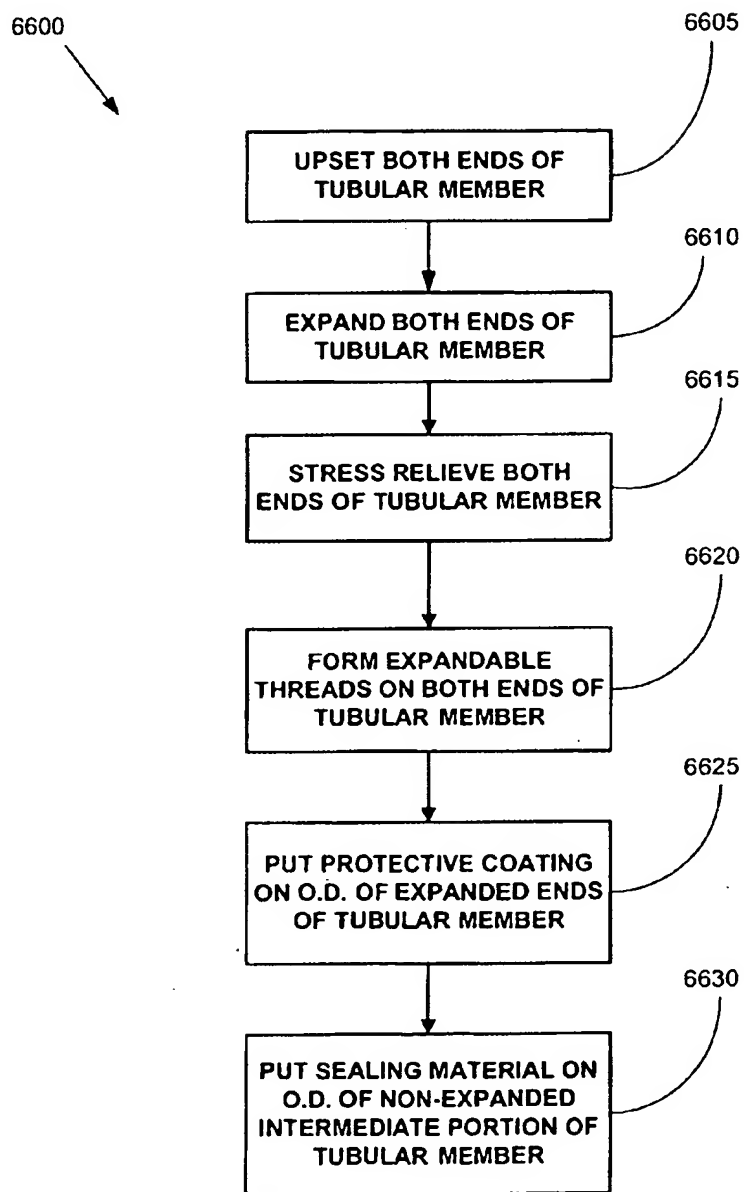 6600
6605
UPSET BOTH ENDS OF
TUBULAR MEMBER
6610
EXPAND BOTH ENDS OF
TUBULAR MEMBER
6615
STRESS RELIEVE BOTH
ENDS OF TUBULAR MEMBER
6620
FORM EXPANDABLE
THREADS ON BOTH ENDS OF
TUBULAR MEMBER
6625
PUT PROTECTIVE COATING
ON O.D. OF EXPANDED ENDS
OF TUBULAR MEMBER
6630
PUT SEALING MATERIAL ON
O.D. OF NON-EXPANDED
INTERMEDIATE PORTION OF
TUBULAR MEMBER